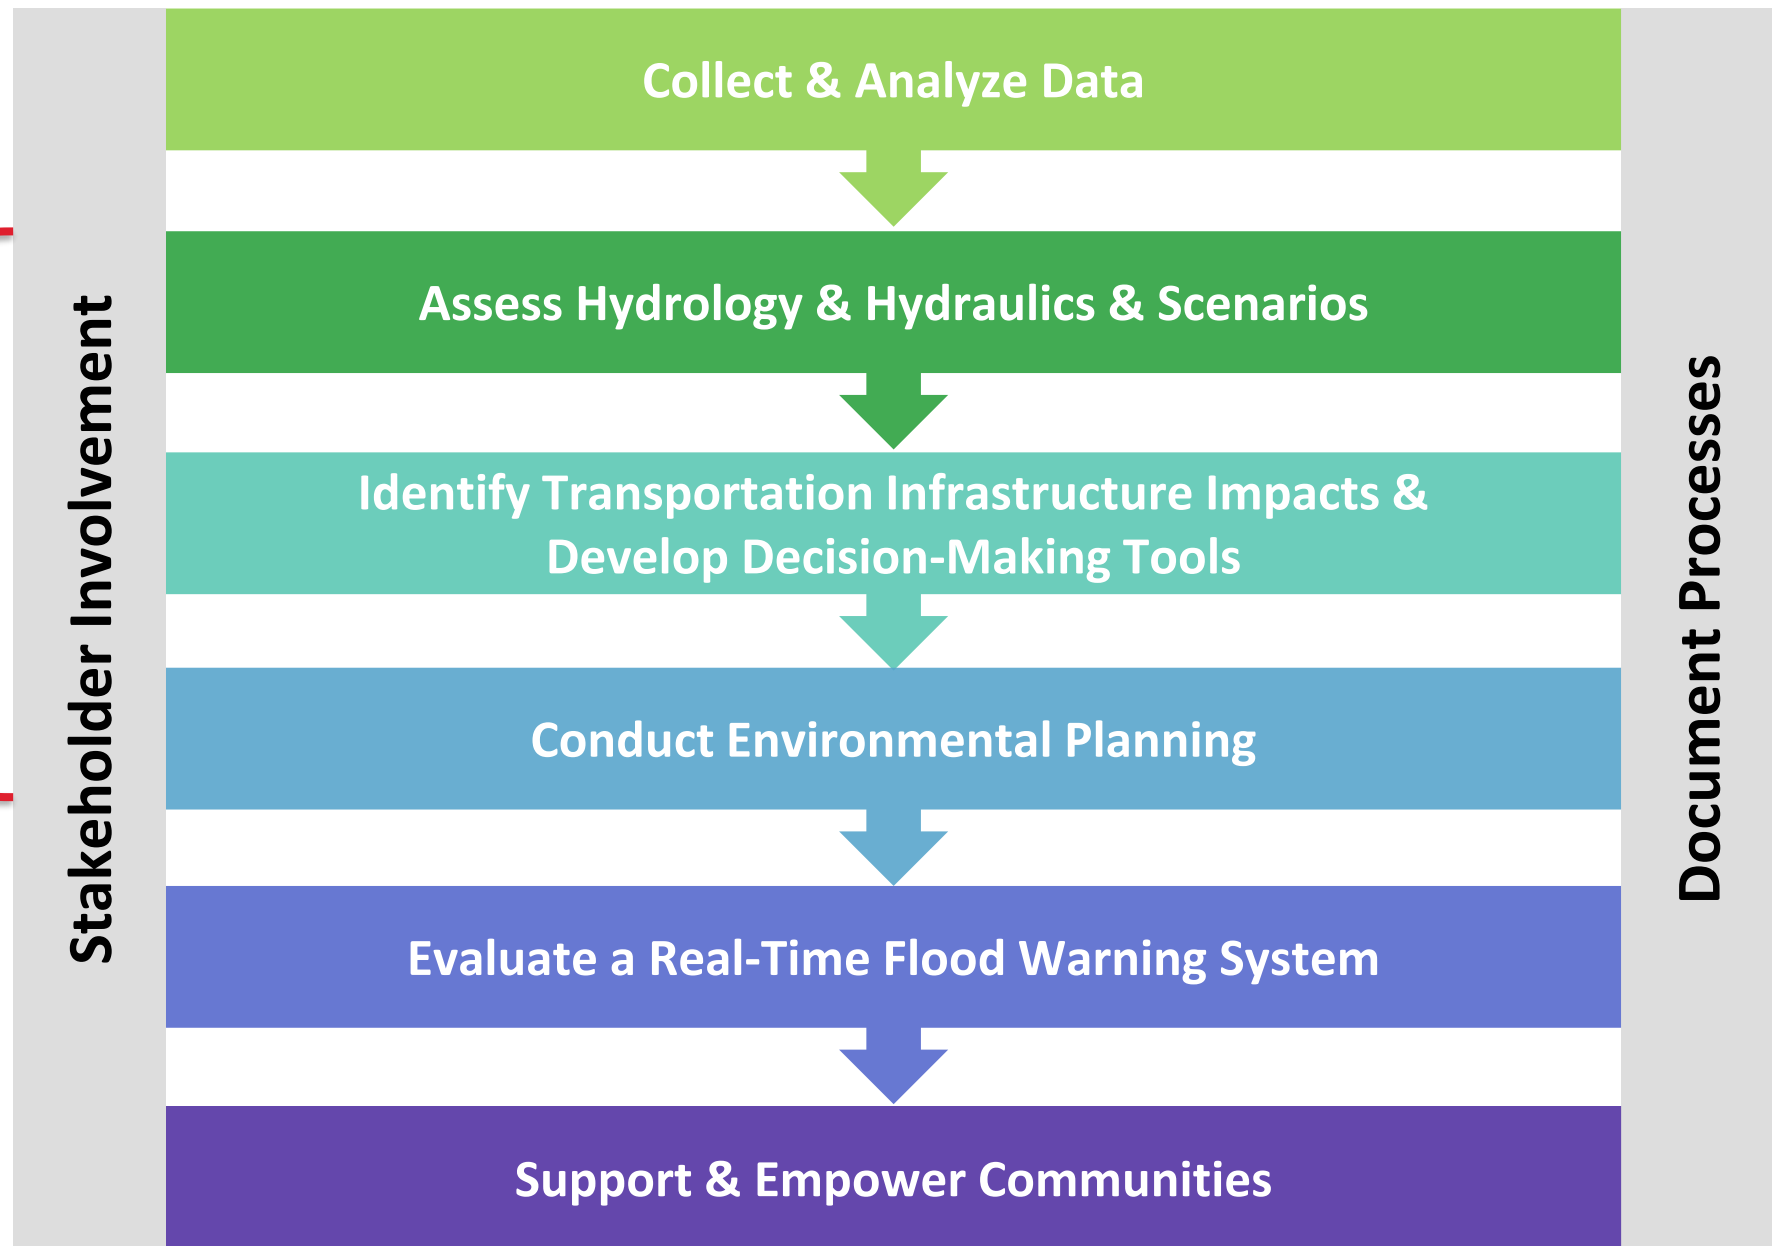 Collect & Analyze Data
Assess Hydrology & Hydraulics & Scenarios
Identify Transportation Infrastructure Impacts &
Develop Decision-Making Tools
Conduct Environmental Planning
Evaluate a Real-Time Flood Warning System
Support & Empower Communities
Stakeholder Involvement
Document Processes